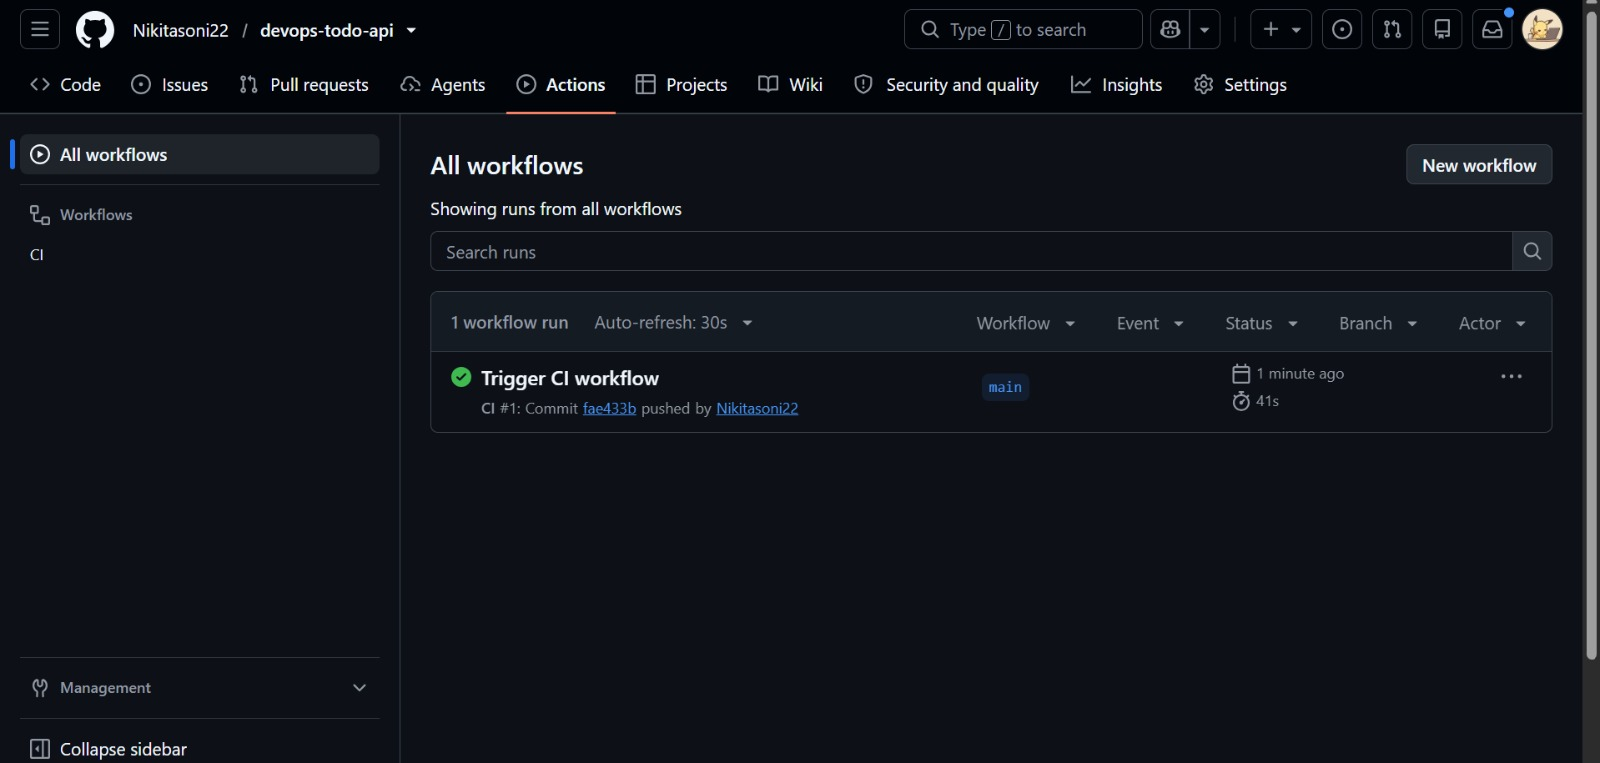 Nikitasoni22 / devops-todo-api
Type / to search
Code
Issues
Pull requests
Agents
Actions
Projects
Wiki
Security and quality
Insights
Settings
All workflows
Workflows
CI
Management
Collapse sidebar
All workflows
New workflow
Showing runs from all workflows
Search runs
1 workflow run
Auto-refresh: 30s
Workflow
Event
Status
Branch
Actor
Trigger CI workflow
CI #1: Commit fae433b pushed by Nikitasoni22
main
1 minute ago
41s